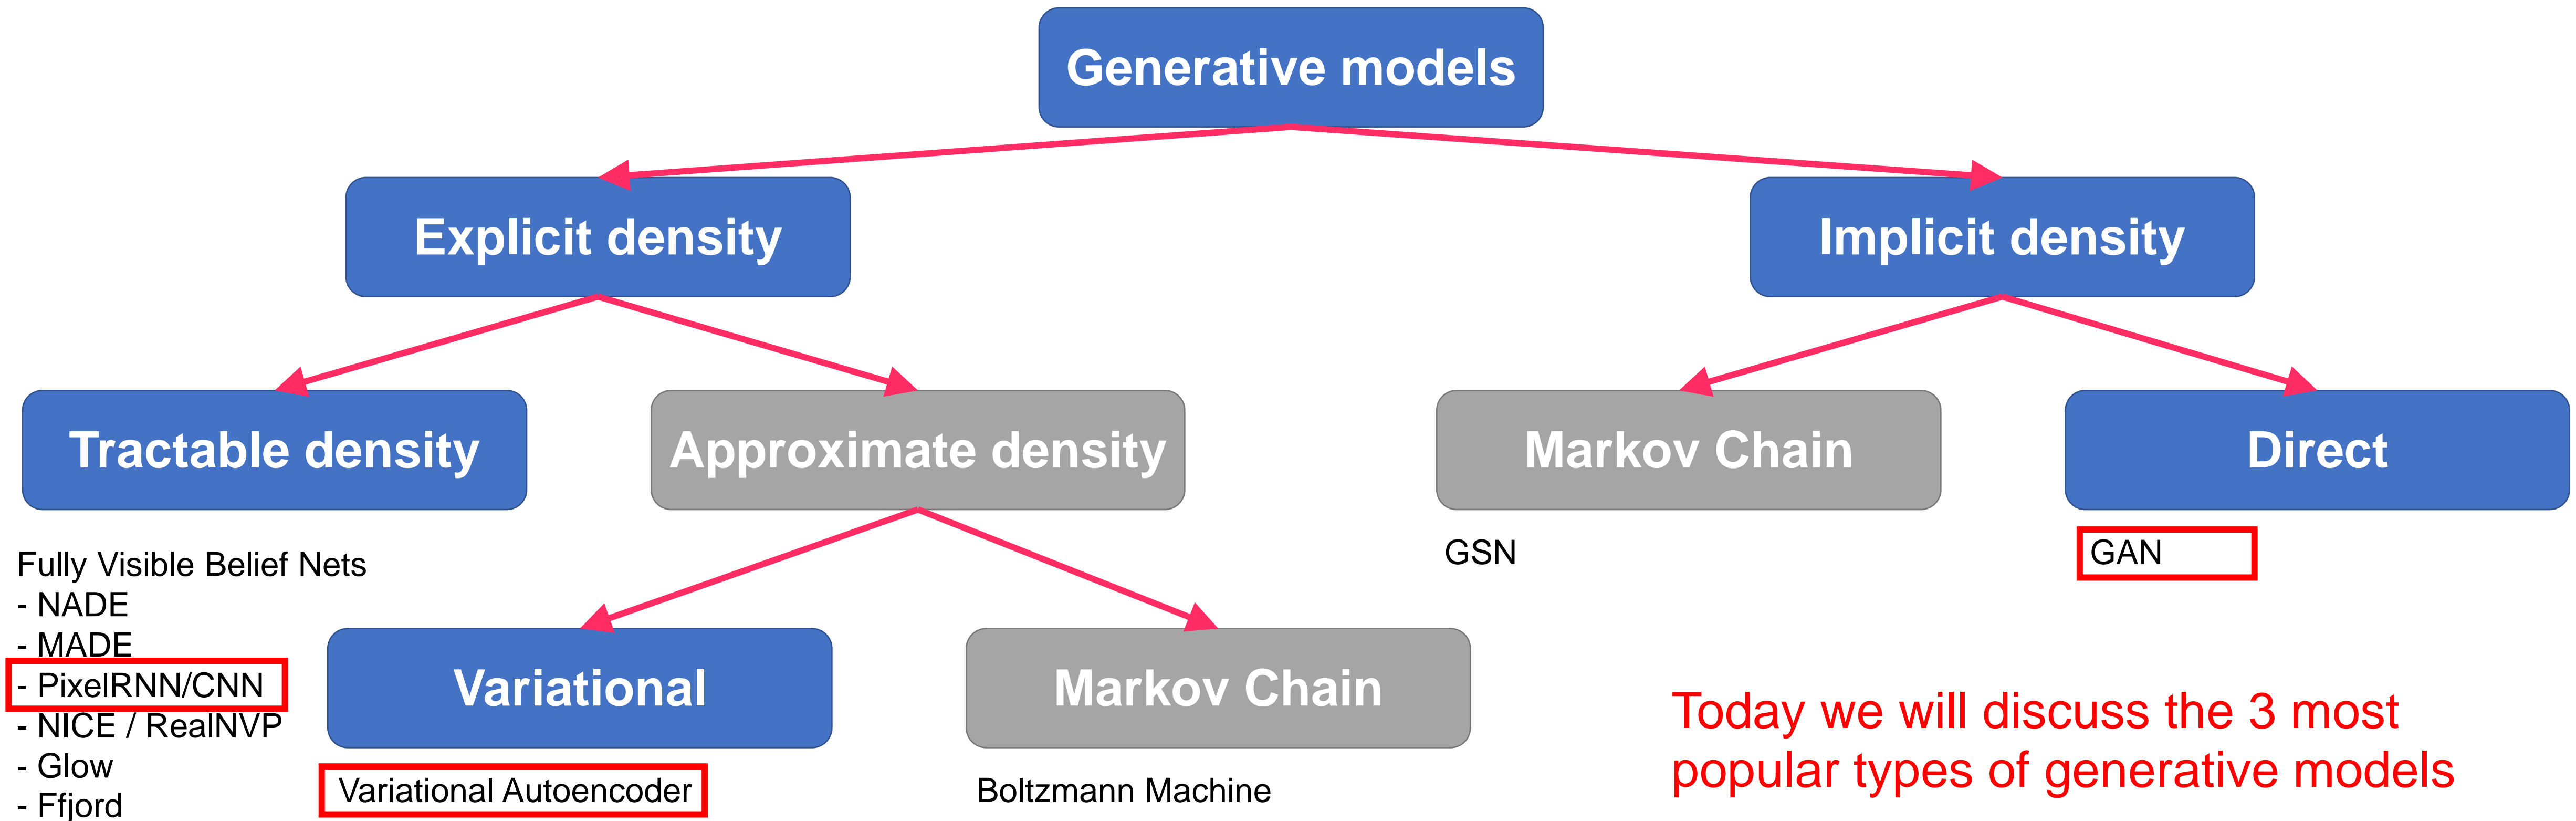 Generative models
Explicit density
Implicit density
Tractable density
Approximate density
Markov Chain
Direct
Fully Visible Belief Nets
- NADE
- MADE
- PixelRNN/CNN
- NICE / RealNVP
- Glow
- Ffjord
GSN
GAN
Variational
Markov Chain
Variational Autoencoder
Boltzmann Machine
Today we will discuss the 3 most
popular types of generative models